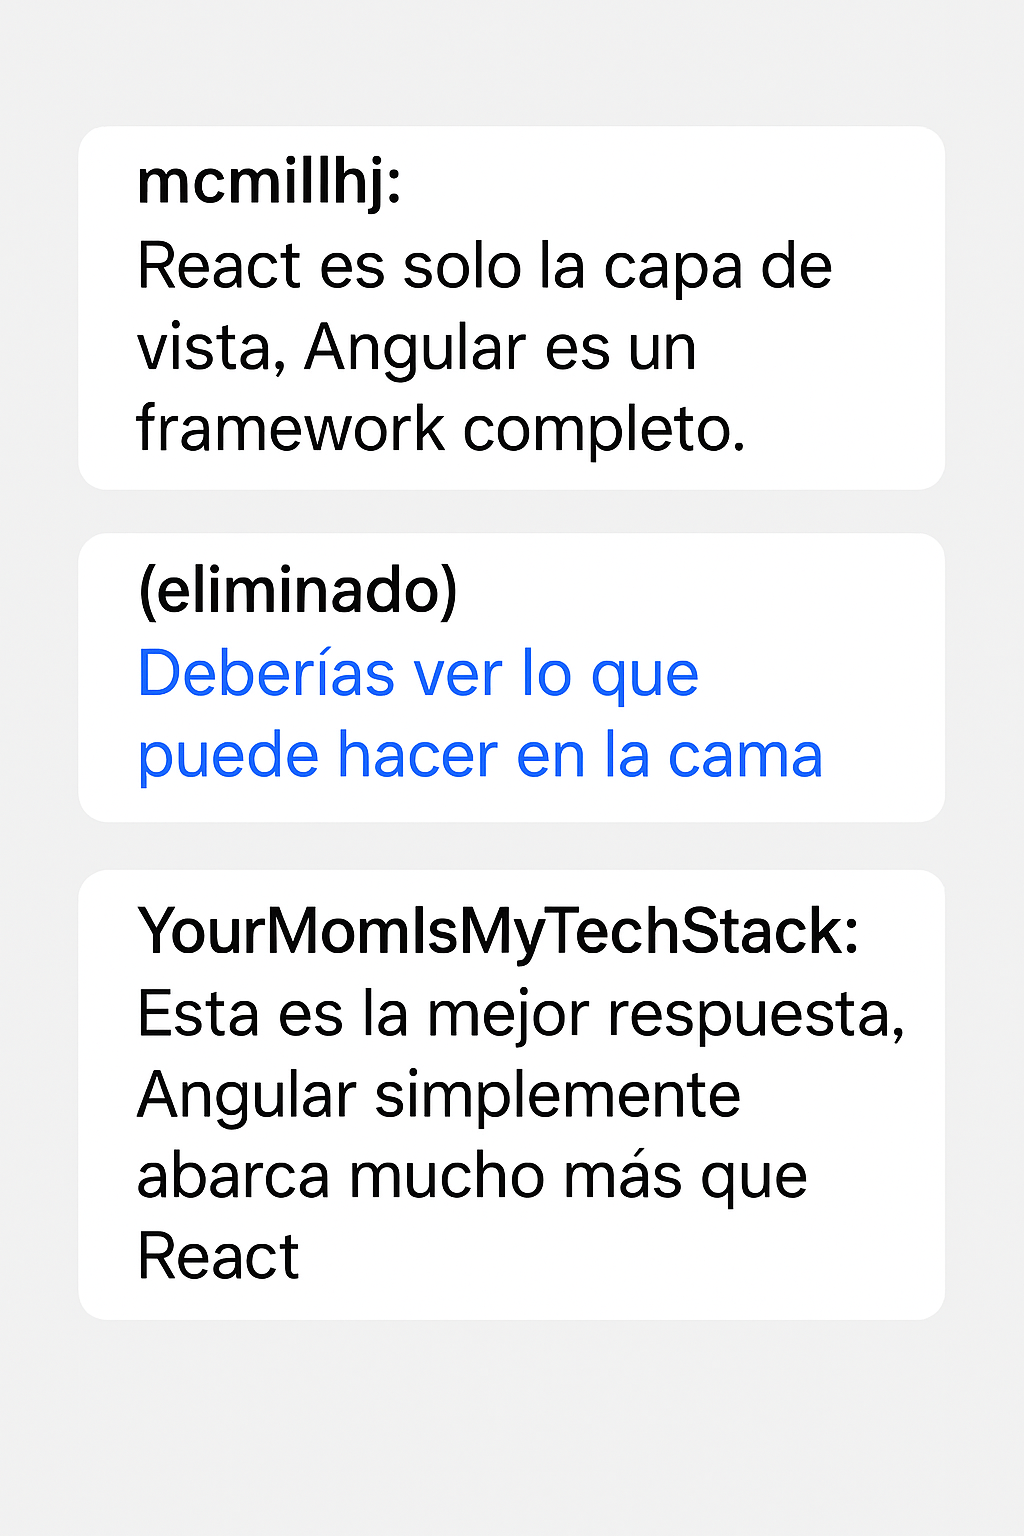 mcmillhj:
React es solo la capa de
vista, Angular es un
framework completo.
(eliminado)
Deberías ver lo que
puede hacer en la cama
YourMomIsMyTechStack:
Esta es la mejor respuesta,
Angular simplemente
abarca mucho más que
React